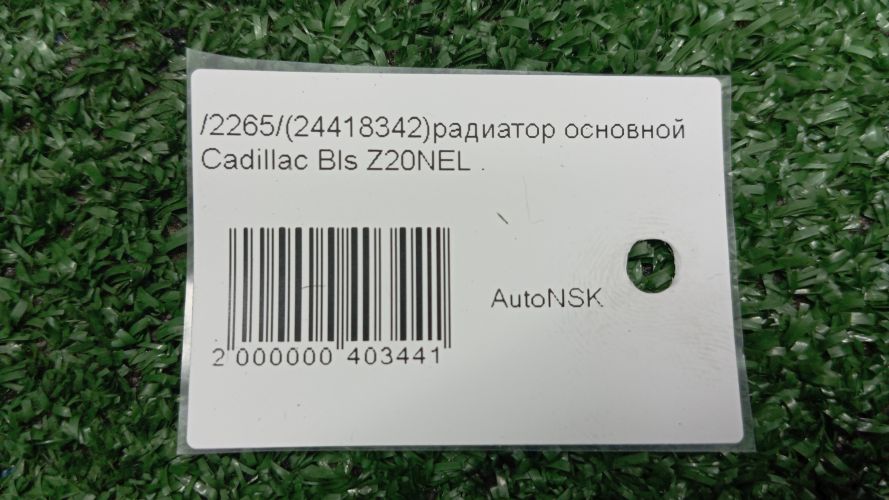 /2265/(24418342)радиатор основной
Cadillac Bls Z20NEL .
AutoNSK
2 000000 403441